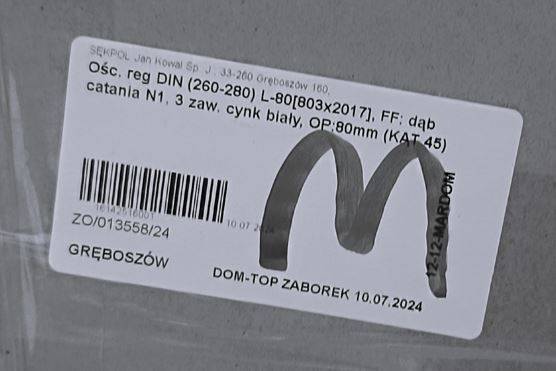 SĘKPOL Jan Kowal Sp. J., 33-260 Gręboszów 160,
Ośc. reg DIN (260-280) L-80[803x2017], FF: dąb
catania N1, 3 zaw. cynk biały, OP:80mm (KAT 45)
16142516001
10 07 2024
ZO/013558/24
GRĘBOSZÓW
DOM-TOP ZABOREK 10.07.2024
12-12-MARDOM
M